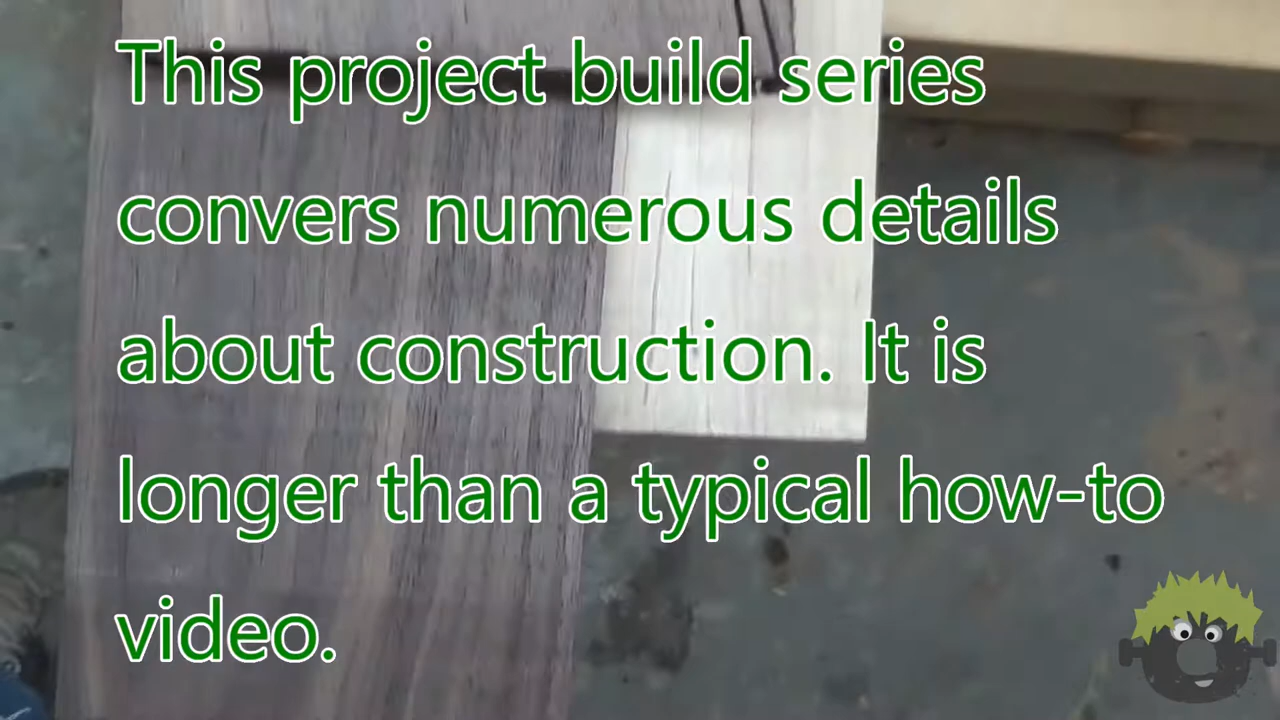 This project build series
convers numerous details
about construction. It is
longer than a typical how-to
video.